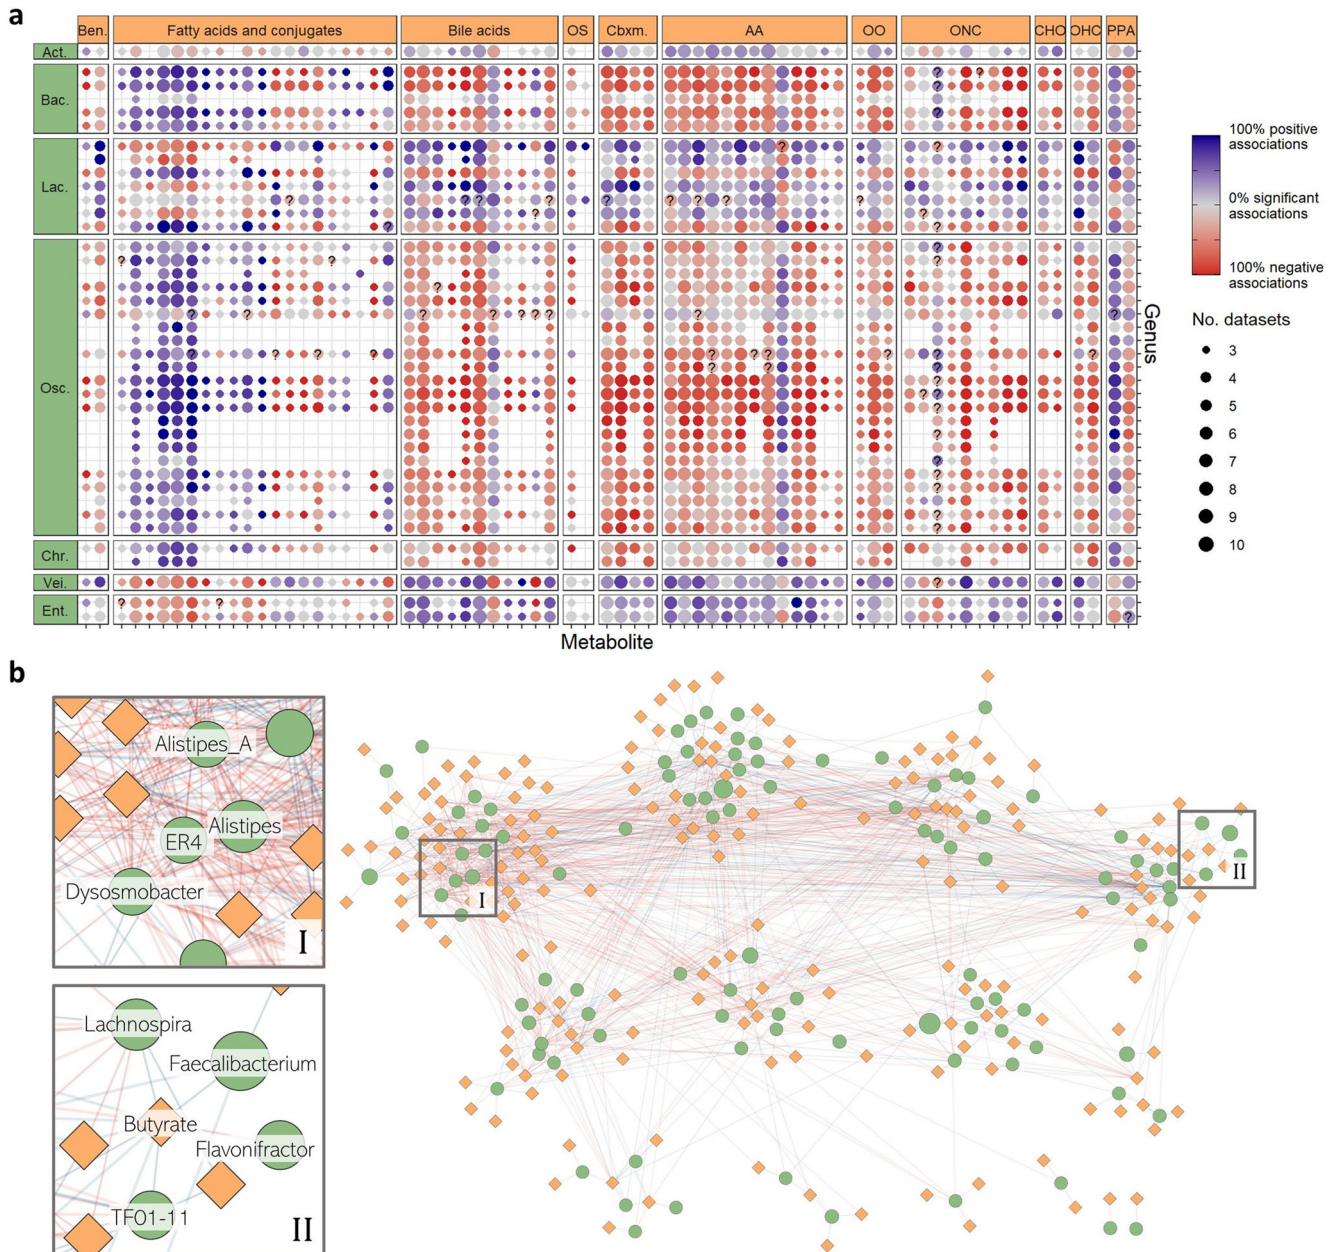 a
Ben.
Fatty acids and conjugates
Bile acids
OS
Cbxm.
AA
OO
ONC
CHO
OHC
PPA
Act.
Bac.
Lac.
Osc.
Chr.
Vei.
Ent.
Metabolite
Genus
100% positive
associations
0% significant
associations
100% negative
associations
No. datasets
3
4
5
6
7
8
9
10
b
Alistipes_A
Alistipes
ER4
Dysosmobacter
I
Lachnospira
Faecalibacterium
Butyrate
Flavonifractor
TF01-11
II
I
II